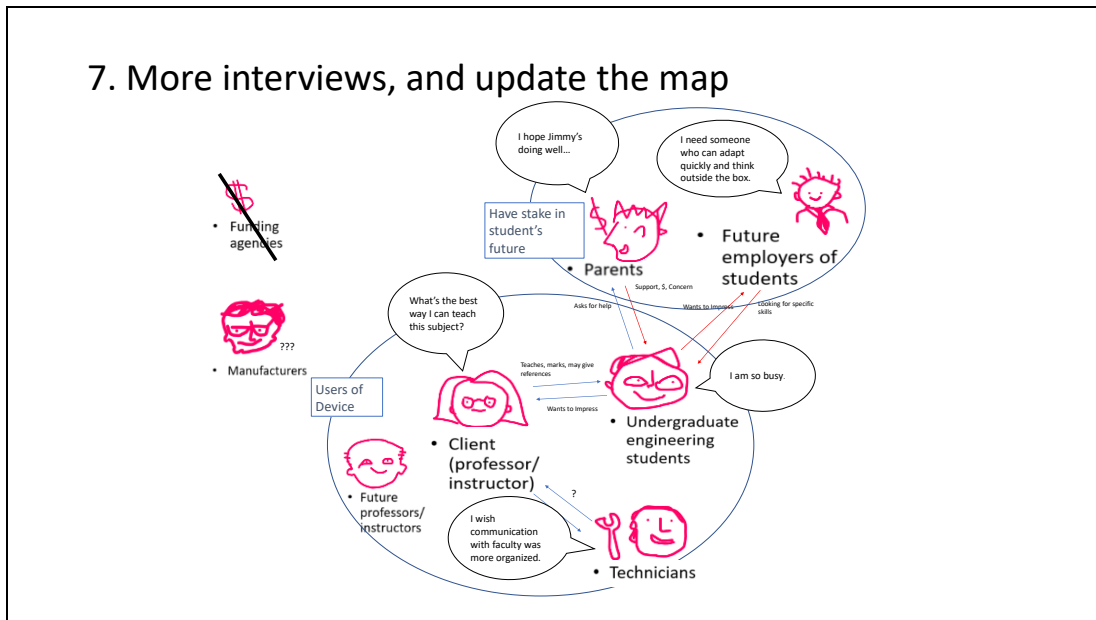 7. More interviews, and update the map
I hope Jimmy's
doing well…
I need someone
who can adapt
quickly and think
outside the box.
$
• Funding
agencies
Have stake in
student's
future
$
• Parents
• Future
employers of
students
Support, $, Concern
Asks for help
Wants to Impress
Looking for specific
skills
What's the best
way I can teach
this subject?
???
• Manufacturers
Users of
Device
Teaches, marks, may give
references
Wants to Impress
I am so busy.
• Undergraduate
engineering
students
• Client
(professor/
instructor)
• Future
professors/
instructors
?
I wish
communication
with faculty was
more organized.
• Technicians